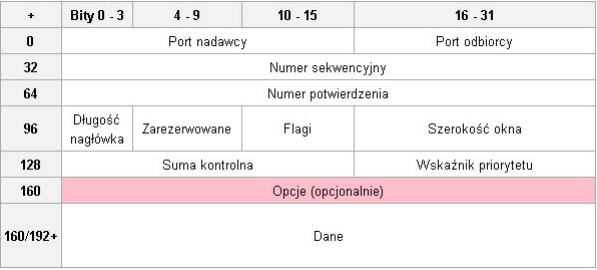 + Bity 0 - 3 4 - 9 10 - 15 16 - 31
0 Port nadawcy Port odbiorcy
32 Numer sekwencyjny
64 Numer potwierdzenia
96 Długość nagłówka Zarezerwowane Flagi Szerokość okna
128 Suma kontrolna Wskaźnik priorytetu
160 Opcje (opcjonalnie)
160/192+ Dane